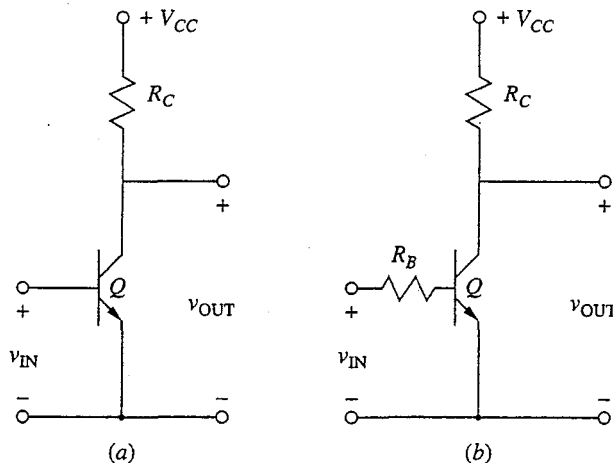 + V_CC
R_C
+
Q
+
v_OUT
v_IN
−
−
(a)
+ V_CC
R_C
+
R_B
Q
+
v_OUT
v_IN
−
−
(b)